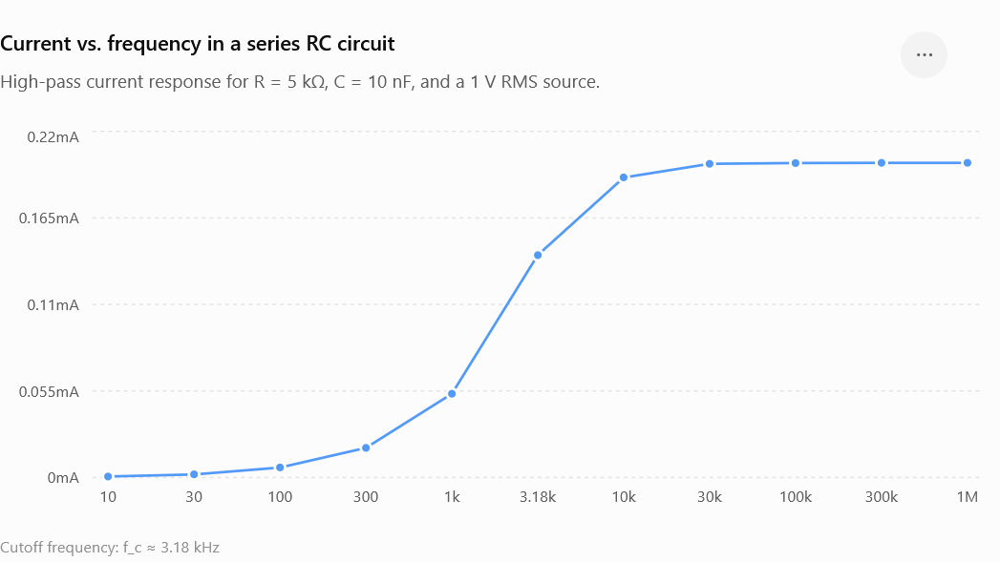 Current vs. frequency in a series RC circuit
...
High-pass current response for R = 5 kΩ, C = 10 nF, and a 1 V RMS source.
0.22mA
0.165mA
0.11mA
0.055mA
0mA
10 30 100 300 1k 3.18k 10k 30k 100k 300k 1M
Cutoff frequency: f_c ≈ 3.18 kHz